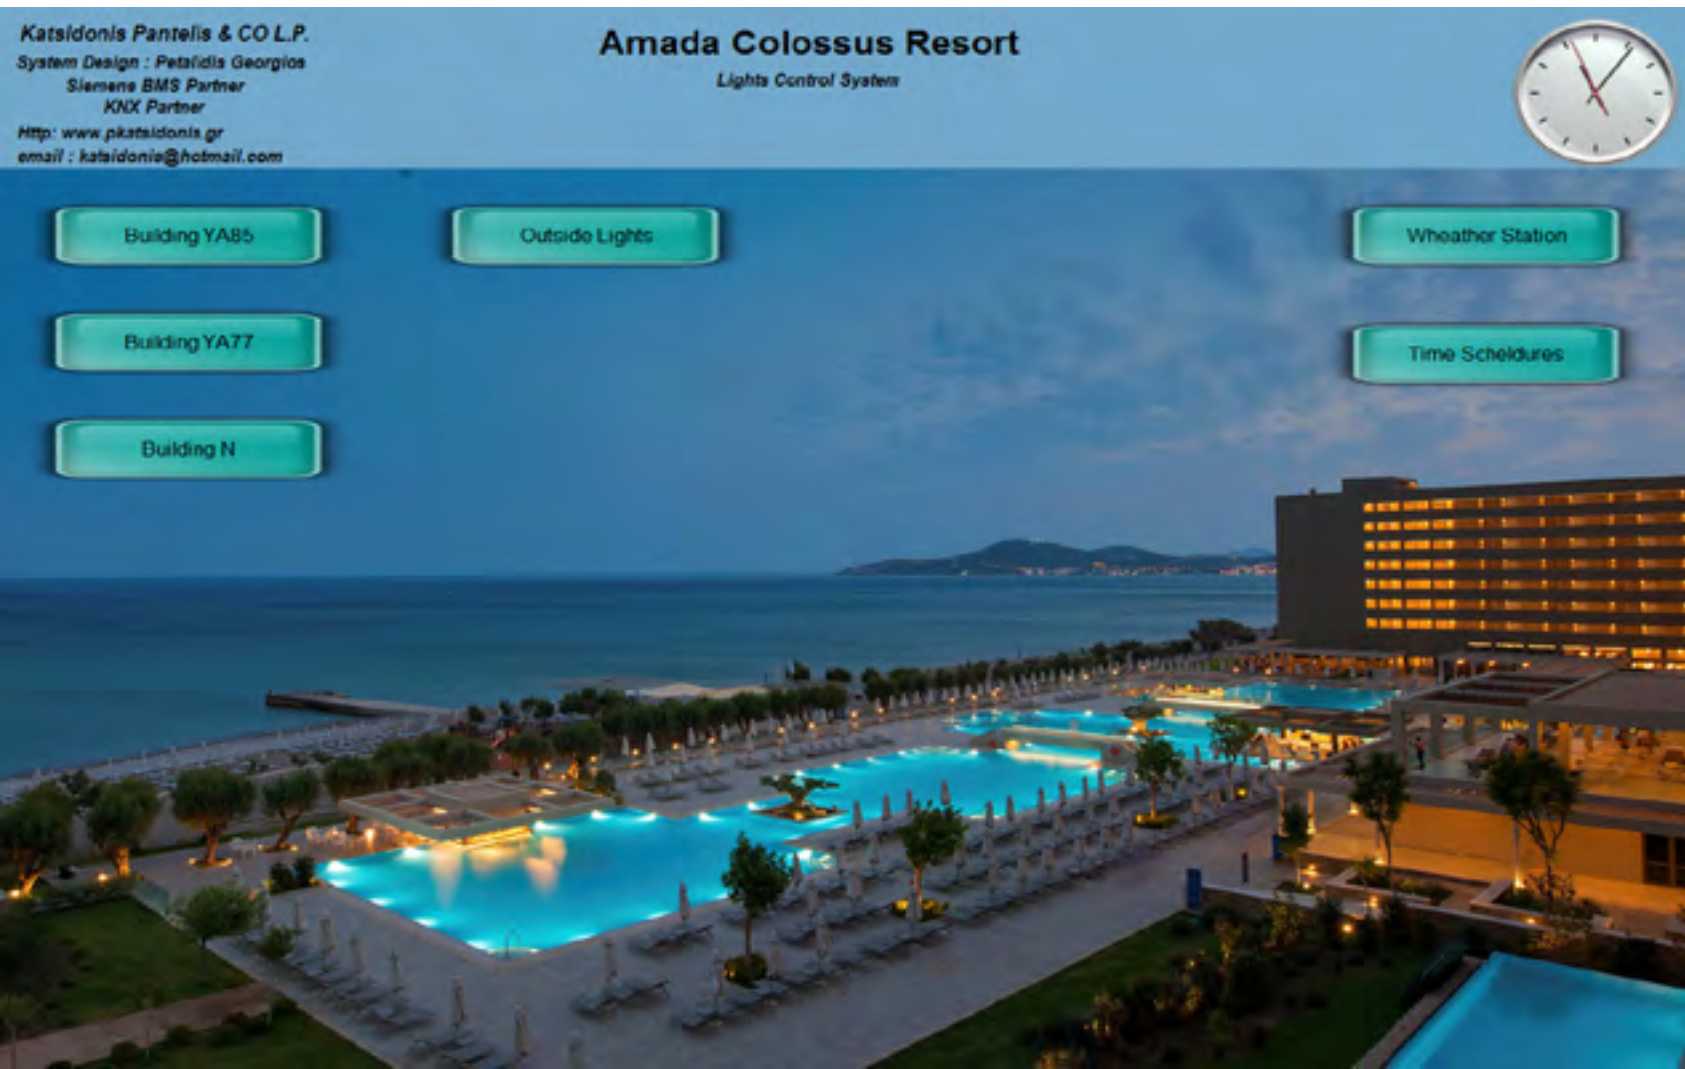 Katsidonis Pantelis & CO L.P.
System Design : Petalidis Georgios
Siemens BMS Partner
KNX Partner
Http: www.pkatsidonis.gr
email : katsidonis@hotmail.com
Amada Colossus Resort
Lights Control System
Building YA85
Outside Lights
Wheather Station
Building YA77
Time Scheldures
Building N